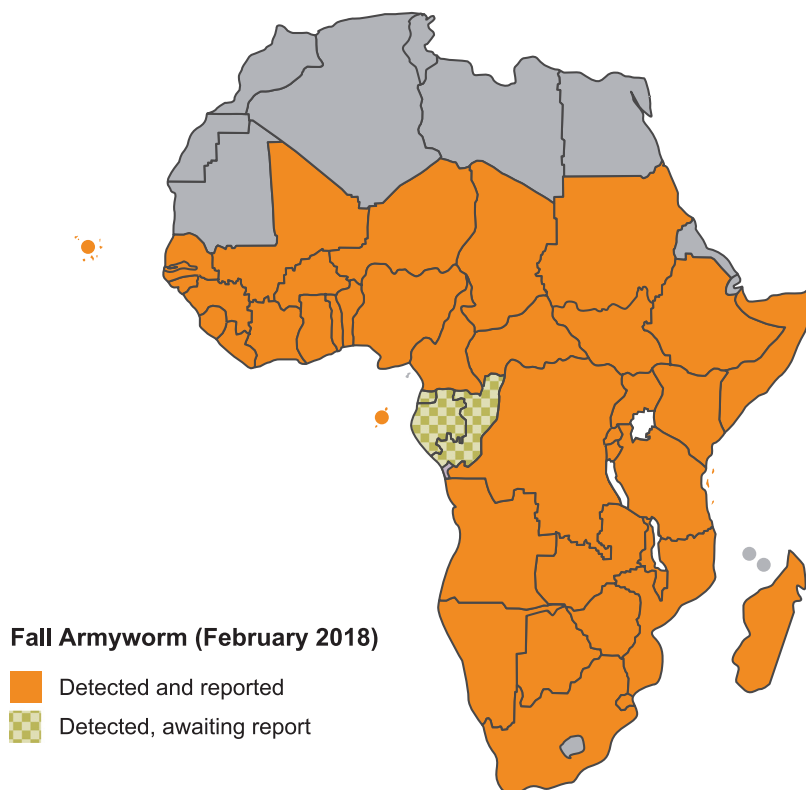 Fall Armyworm (February 2018)
Detected and reported
Detected, awaiting report